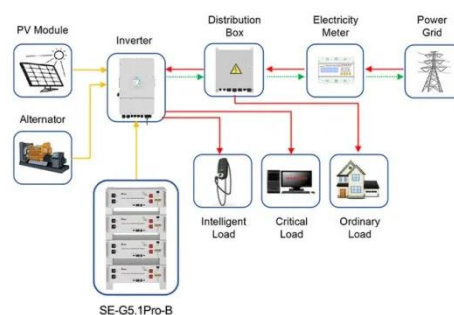 PV Module
Inverter
Distribution
Box
Electricity
Meter
Power
Grid
Alternator
Intelligent
Load
Critical
Load
Ordinary
Load
SE-G5.1Pro-B